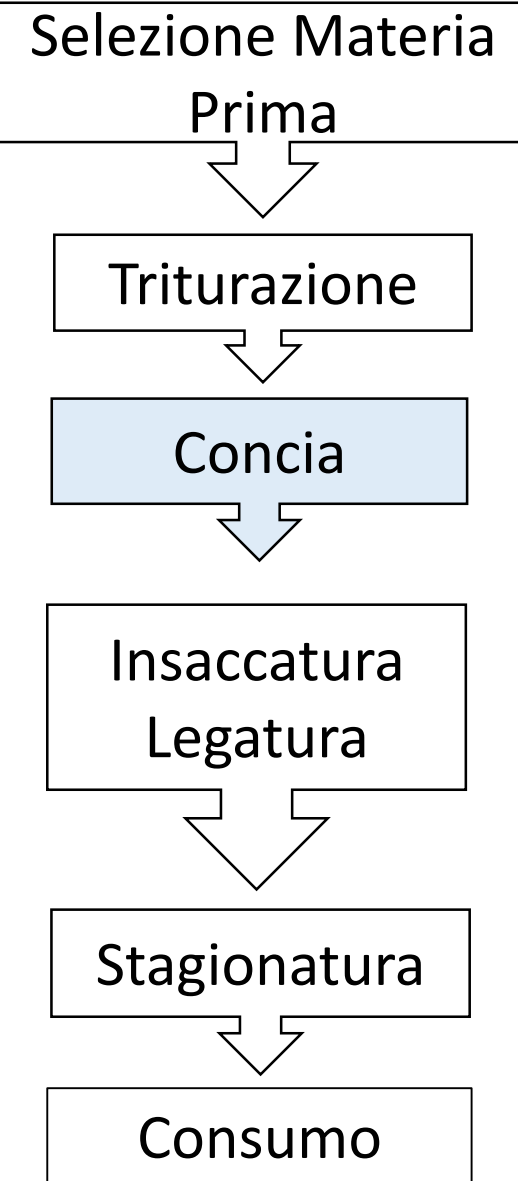 Selezione Materia
Prima
Triturazione
Concia
Insaccatura
Legatura
Stagionatura
Consumo